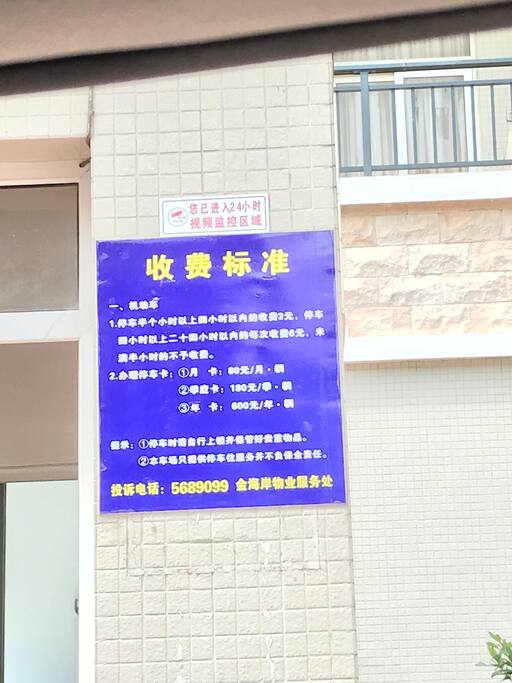 您已进入24小时
视频监控区域
收费标准
一、机动车
1.停车半个小时以上四小时以内的收费3元，停车
四小时以上二十四小时以内的每次收费6元，未
满半小时的不予收费。
2.办理停车卡：①月 卡：80元/月·辆
②季度卡：180元/季·辆
③年 卡：600元/年·辆
提示：①停车时请自行上锁并保管好贵重物品。
②本车场只提供停车位服务并不负保全责任。
投诉电话：5689099 金海岸物业服务处